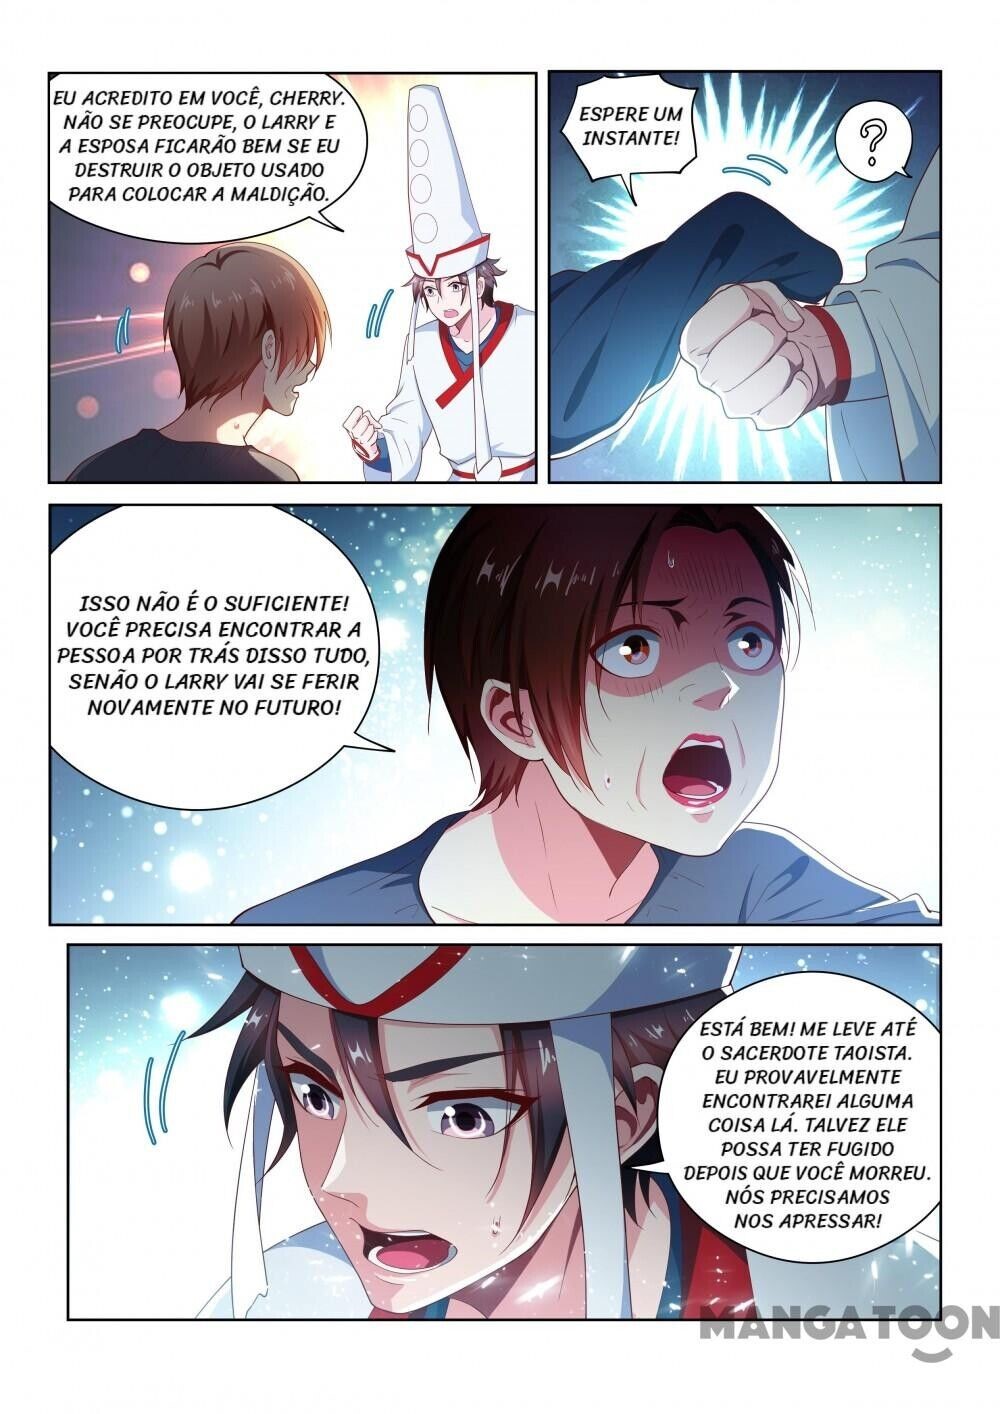 EU ACREDITO EM VOCÊ, CHERRY.
NÃO SE PREOCUPE, O LARRY E
A ESPOSA FICARÃO BEM SE EU
DESTRUIR O OBJETO USADO
PARA COLOCAR A MALDIÇÃO.
ESPERE UM
INSTANTE!
?
ISSO NÃO É O SUFICIENTE!
VOCÊ PRECISA ENCONTRAR A
PESSOA POR TRÁS DISSO TUDO,
SENÃO O LARRY VAI SE FERIR
NOVAMENTE NO FUTURO!
ESTÁ BEM! ME LEVE ATÉ
O SACERDOTE TAOISTA.
EU PROVAVELMENTE
ENCONTRAREI ALGUMA
COISA LÁ. TALVEZ ELE
POSSA TER FUGIDO
DEPOIS QUE VOCÊ MORREU.
NÓS PRECISAMOS
NOS APRESSAR!
MANGATOON